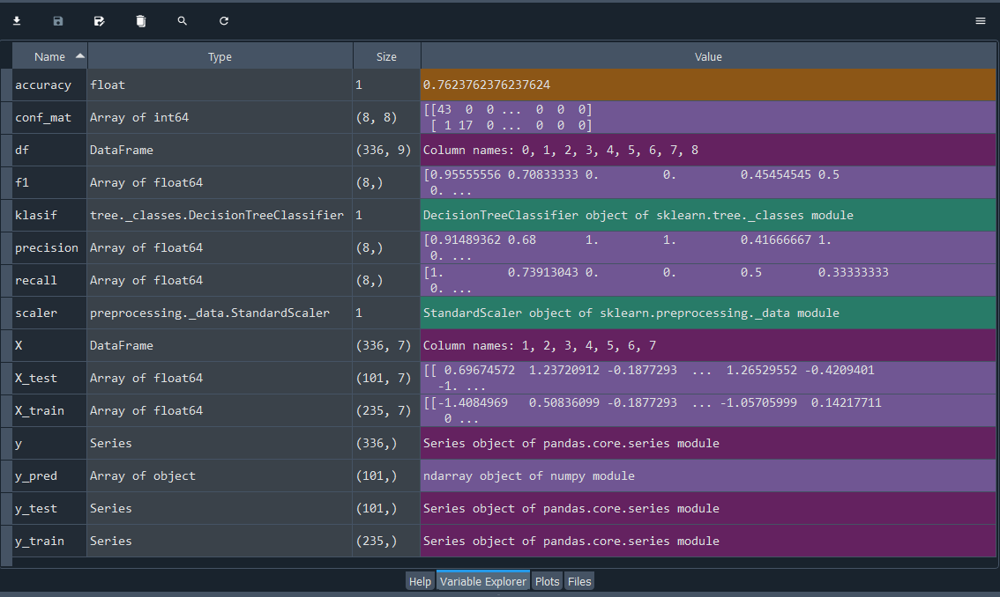 Name Type Size Value
accuracy float 1 0.7623762376237624
conf_mat Array of int64 (8, 8) [[43  0  0 ...  0  0  0]
[ 1 17  0 ...  0  0  0]
df DataFrame (336, 9) Column names: 0, 1, 2, 3, 4, 5, 6, 7, 8
f1 Array of float64 (8,) [0.95555556 0.70833333 0.         0.         0.45454545 0.5
0. ...
klasif tree._classes.DecisionTreeClassifier 1 DecisionTreeClassifier object of sklearn.tree._classes module
precision Array of float64 (8,) [0.91489362 0.68       1.         1.         0.41666667 1.
0. ...
recall Array of float64 (8,) [1.         0.73913043 0.         0.         0.5        0.33333333
0. ...
scaler preprocessing._data.StandardScaler 1 StandardScaler object of sklearn.preprocessing._data module
X DataFrame (336, 7) Column names: 1, 2, 3, 4, 5, 6, 7
X_test Array of float64 (101, 7) [[ 0.69674572  1.23720912 -0.1877293  ...  1.26529552 -0.4209401
-1. ...
X_train Array of float64 (235, 7) [[-1.4084969   0.50836099 -0.1877293  ... -1.05705999  0.14217711
0 ...
y Series (336,) Series object of pandas.core.series module
y_pred Array of object (101,) ndarray object of numpy module
y_test Series (101,) Series object of pandas.core.series module
y_train Series (235,) Series object of pandas.core.series module
Help Variable Explorer Plots Files